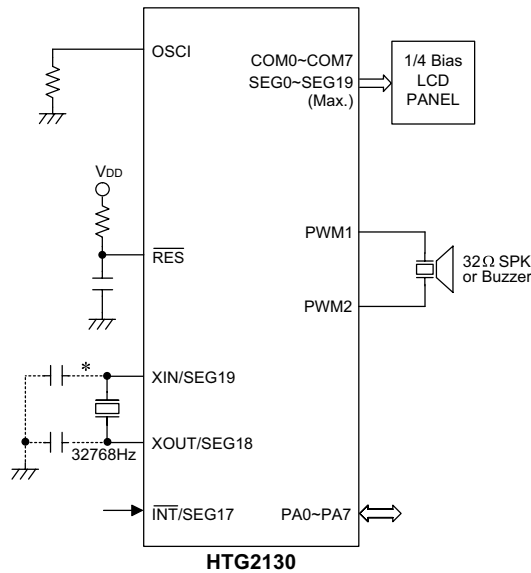 OSCI
COM0~COM7
SEG0~SEG19
(Max.)
1/4 Bias
LCD
PANEL
VDD
RES
PWM1
PWM2
32Ω SPK
or Buzzer
*
XIN/SEG19
XOUT/SEG18
32768Hz
INT/SEG17
PA0~PA7
HTG2130